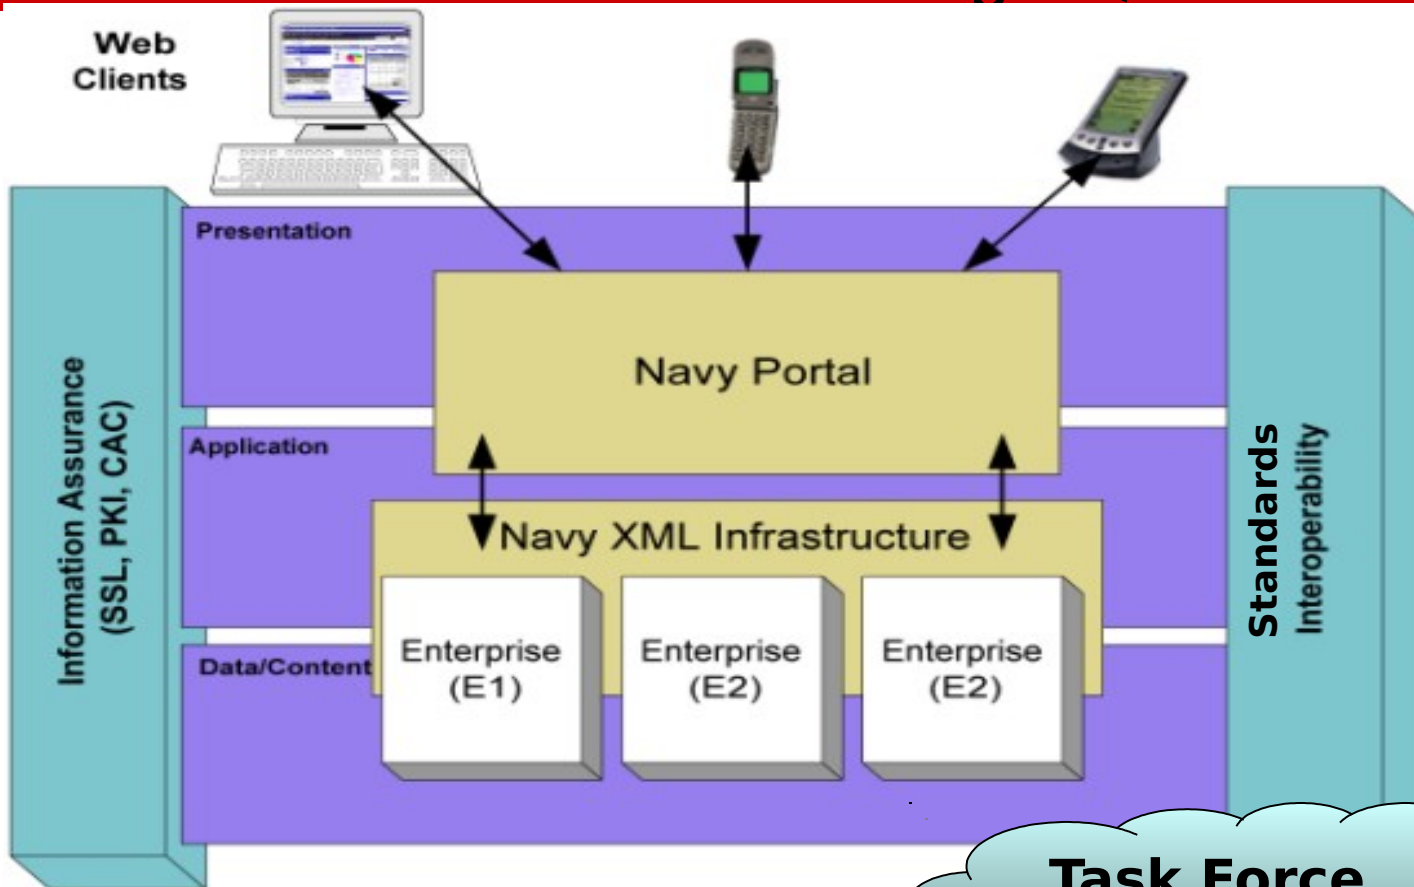 Web
Clients
Presentation
Navy Portal
Application
Navy XML Infrastructure
Data/Content
Enterprise
(E1)
Enterprise
(E2)
Enterprise
(E2)
Information Assurance
(SSL, PKI, CAC)
Standards
Interoperability
Task Force